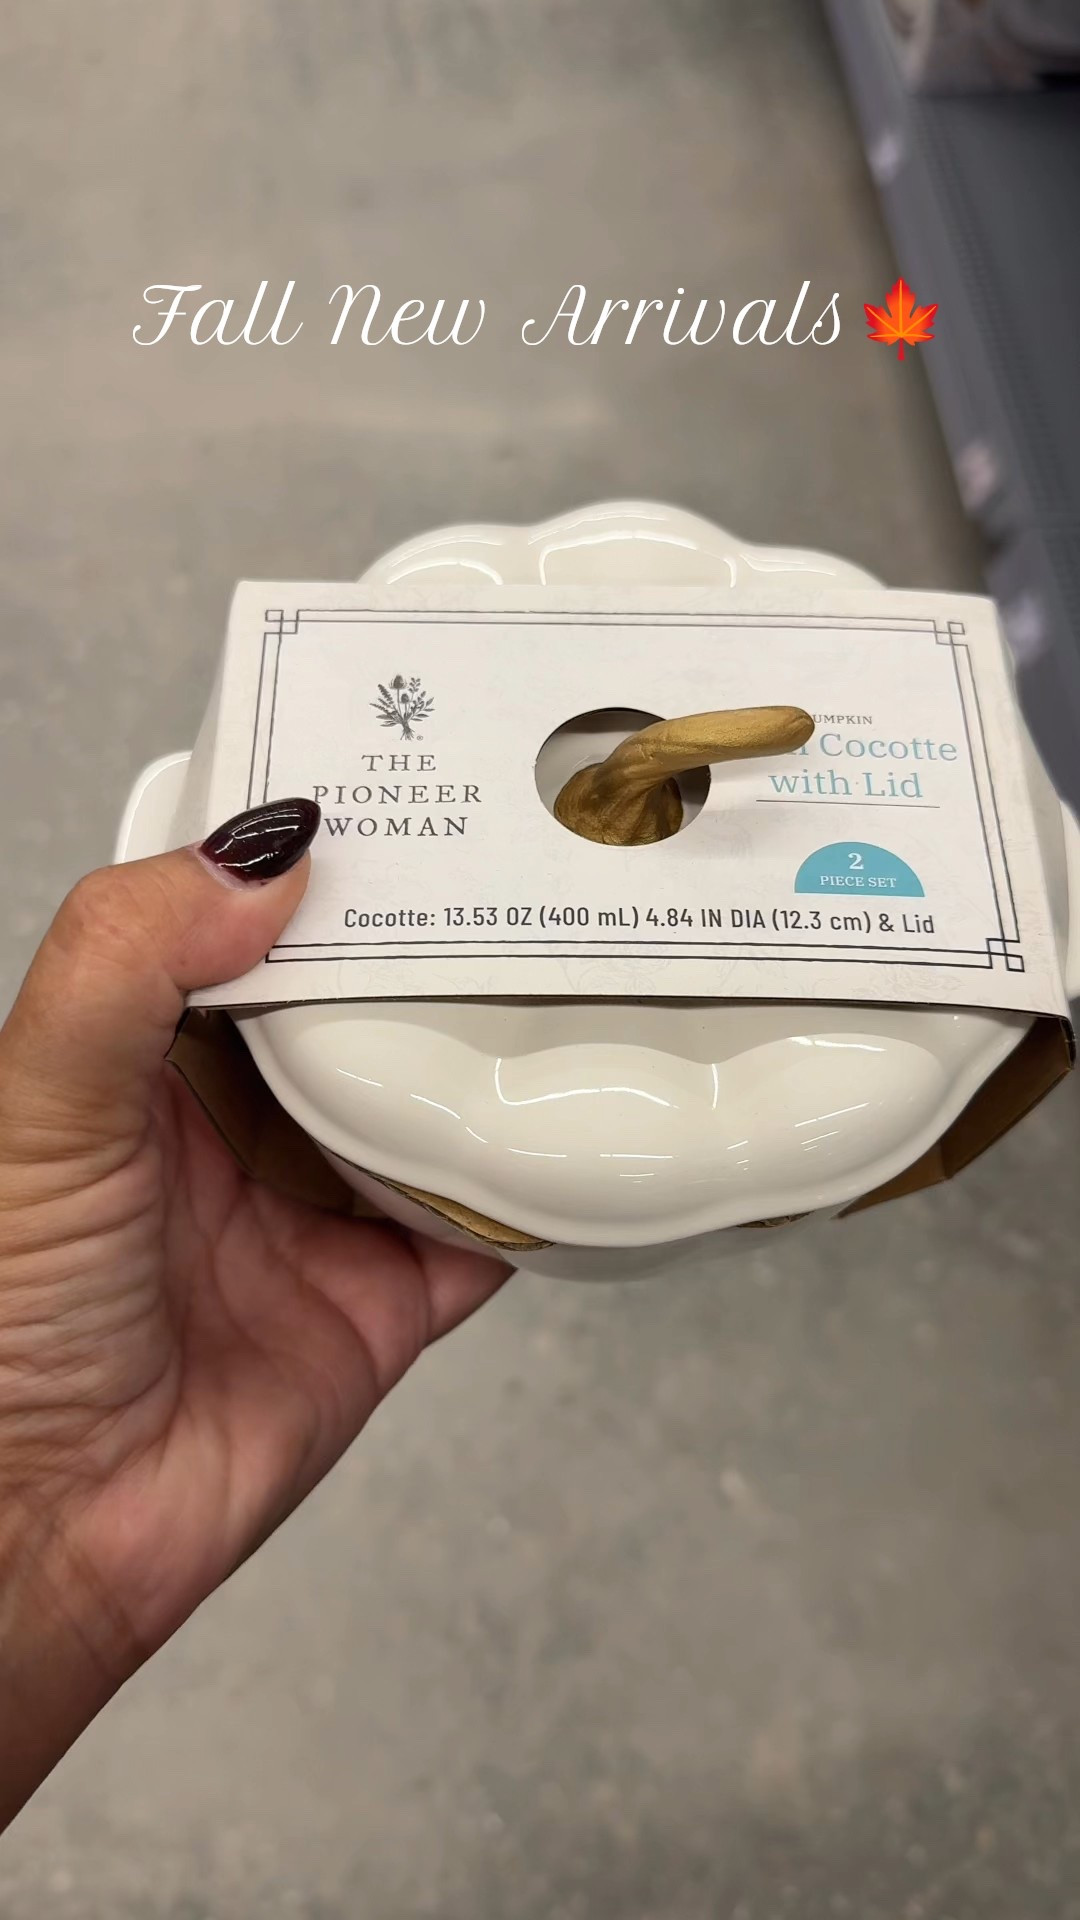 Fall New Arrivals🍁
THE
PIONEER
WOMAN
Cocotte
with Lid
2
PIECE SET
Cocotte: 13.53 OZ (400 mL) 4.84 IN DIA (12.3 cm) & Lid